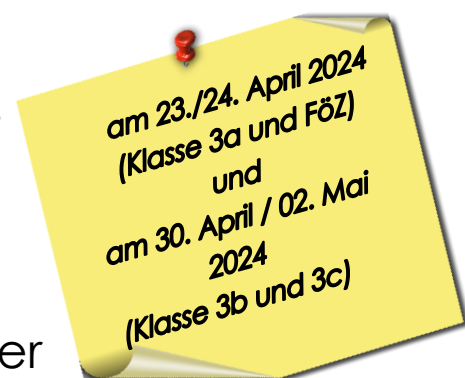 am 23./24. April 2024
(Klasse 3a und FöZ)
und
am 30. April / 02. Mai
2024
(Klasse 3b und 3c)
er